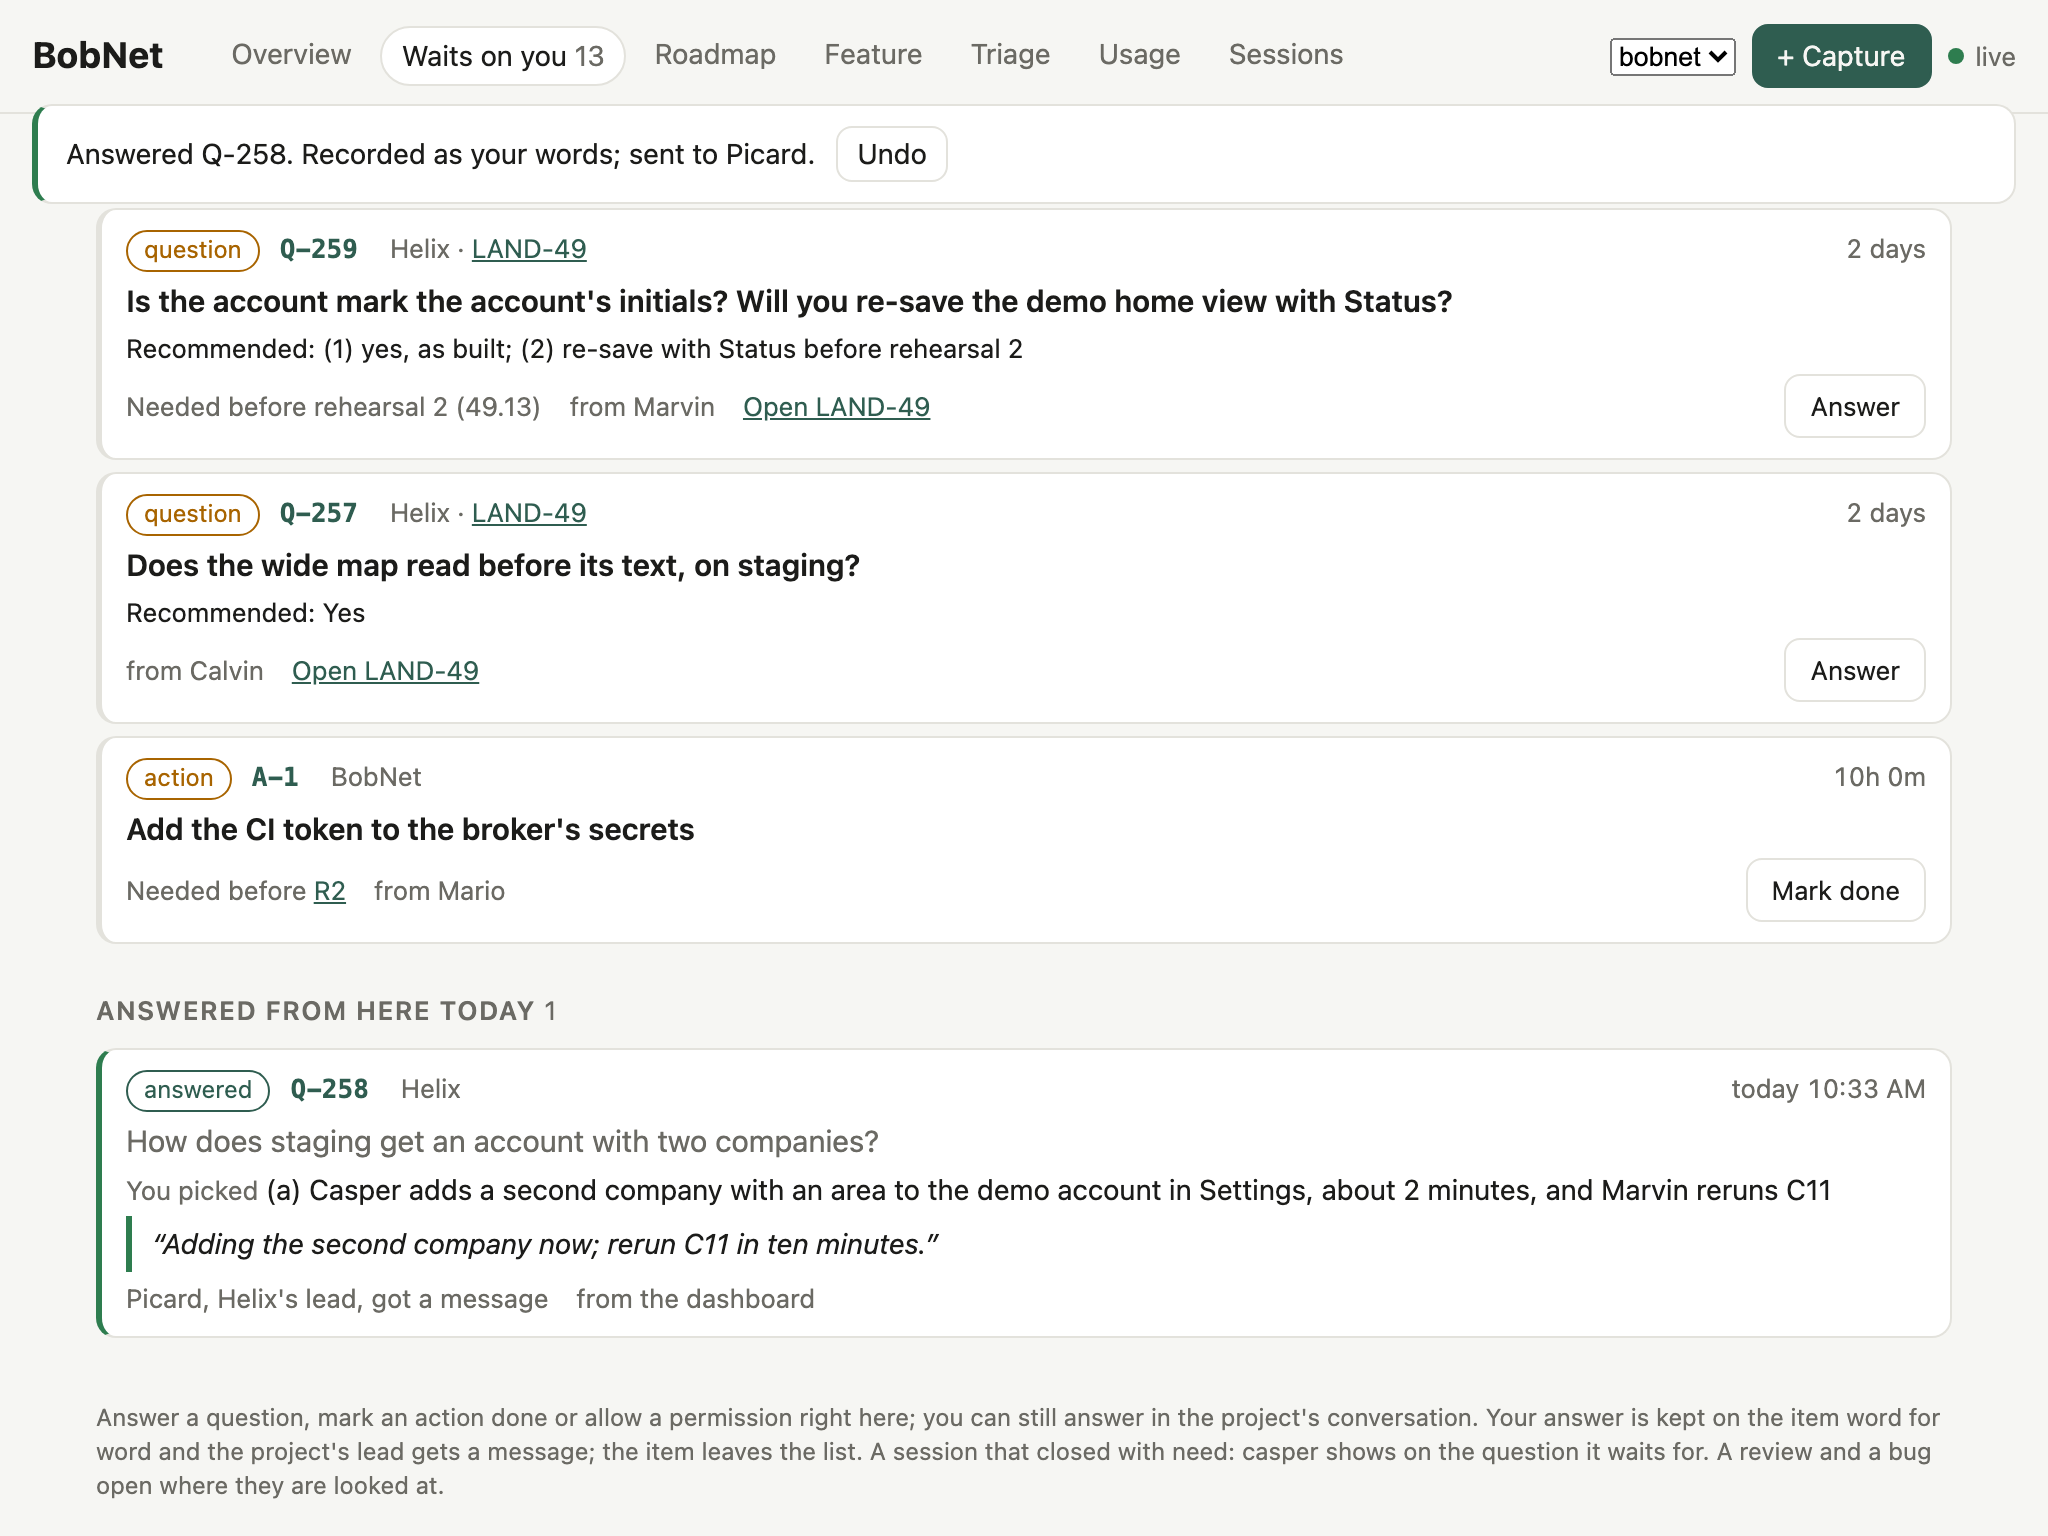 BobNet
Overview
Waits on you 13
Roadmap
Feature
Triage
Usage
Sessions
bobnet
+ Capture
live
Answered Q-258. Recorded as your words; sent to Picard.
Undo
question Q–259 Helix · LAND-49 2 days
Is the account mark the account's initials? Will you re-save the demo home view with Status?
Recommended: (1) yes, as built; (2) re-save with Status before rehearsal 2
Needed before rehearsal 2 (49.13) from Marvin Open LAND-49 Answer
question Q–257 Helix · LAND-49 2 days
Does the wide map read before its text, on staging?
Recommended: Yes
from Calvin Open LAND-49 Answer
action A–1 BobNet 10h 0m
Add the CI token to the broker's secrets
Needed before R2 from Mario Mark done
ANSWERED FROM HERE TODAY 1
answered Q–258 Helix today 10:33 AM
How does staging get an account with two companies?
You picked (a) Casper adds a second company with an area to the demo account in Settings, about 2 minutes, and Marvin reruns C11
“Adding the second company now; rerun C11 in ten minutes.”
Picard, Helix's lead, got a message from the dashboard
Answer a question, mark an action done or allow a permission right here; you can still answer in the project's conversation. Your answer is kept on the item word for
word and the project's lead gets a message; the item leaves the list. A session that closed with need: casper shows on the question it waits for. A review and a bug
open where they are looked at.